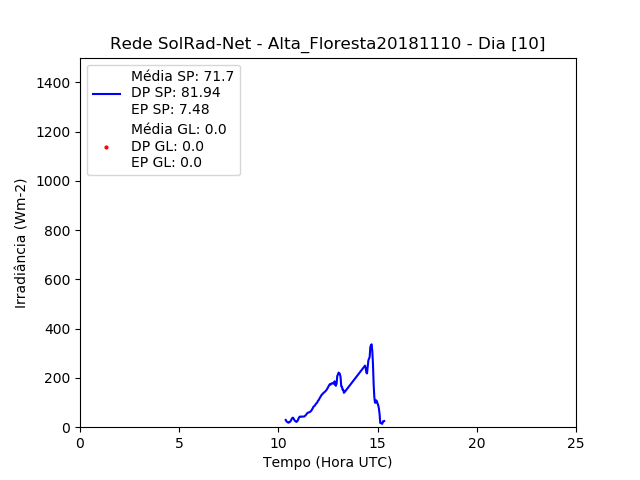 Rede SolRad-Net - Alta_Floresta20181110 - Dia [10]
Média SP: 71.7
DP SP: 81.94
EP SP: 7.48
Média GL: 0.0
DP GL: 0.0
EP GL: 0.0
Irradiância (Wm-2)
1400
1200
1000
800
600
400
200
0
0 5 10 15 20 25
Tempo (Hora UTC)